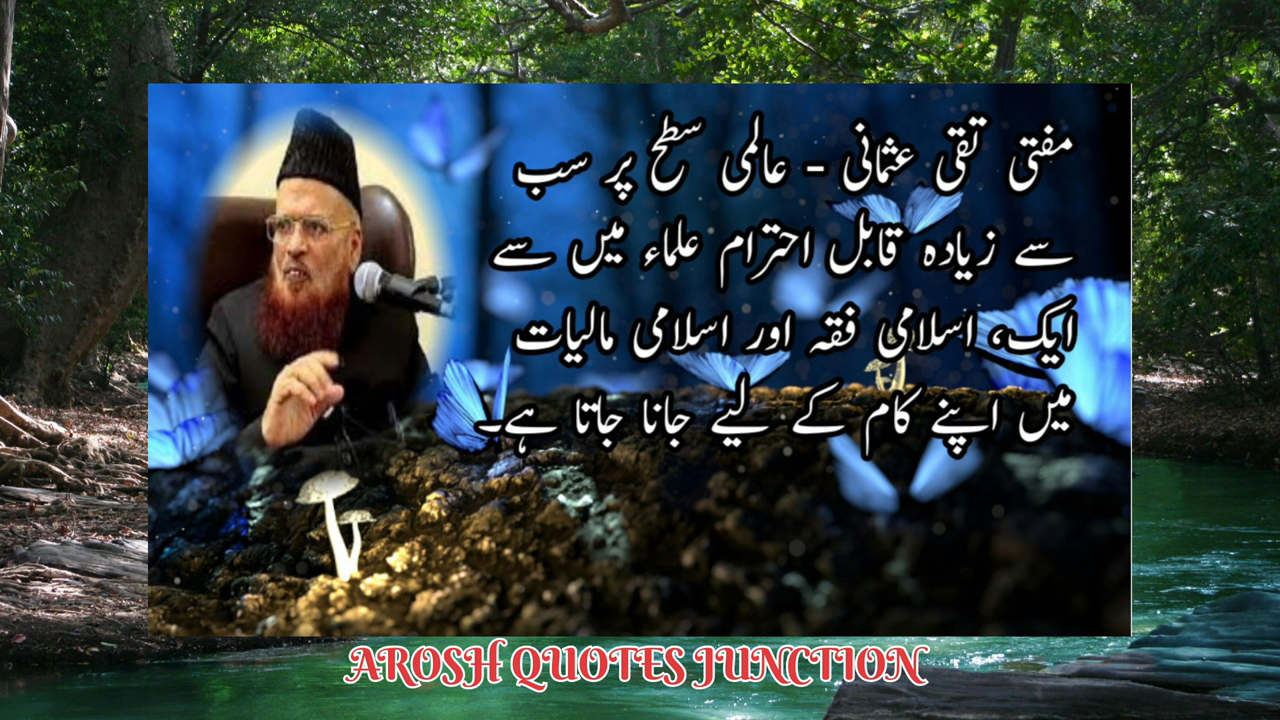 مفتی تقی عثمانی - عالمی سطح پر سب
سے زیادہ قابل احترام علماء میں سے
ایک، اسلامی فقہ اور اسلامی مالیات
میں اپنے کام کے لیے جانا جاتا ہے۔
AROSH QUOTES JUNCTION